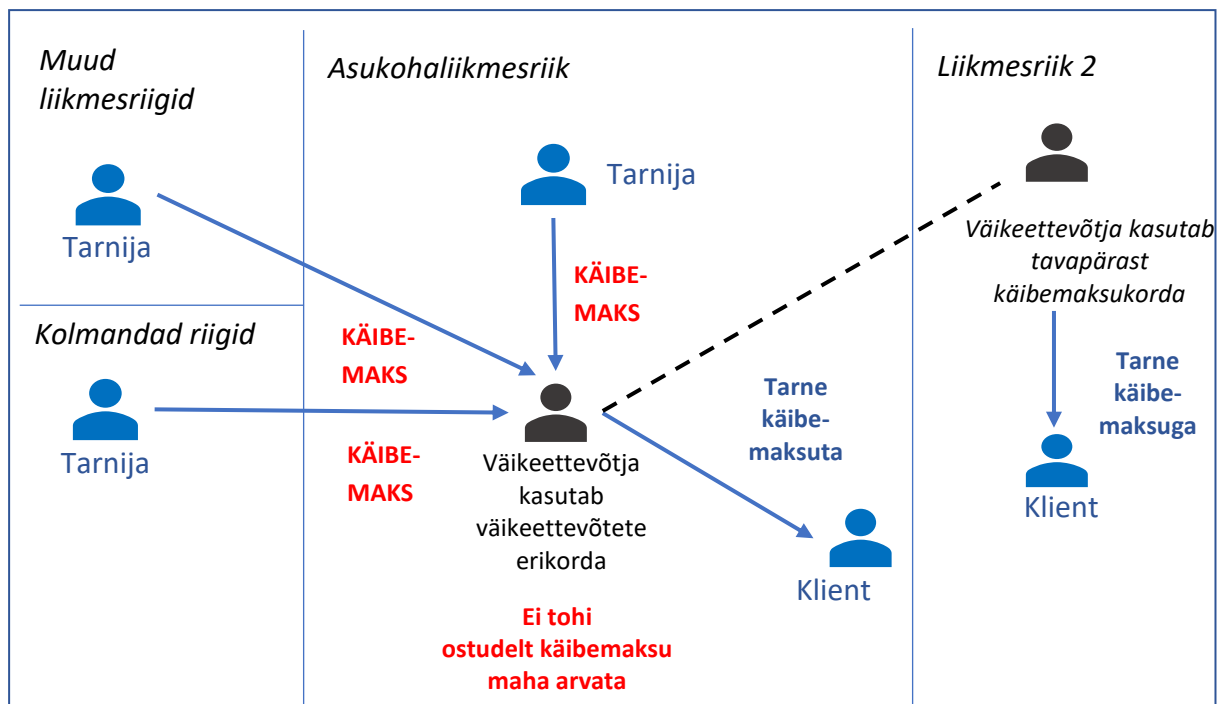 Muud
liikmesriigid
Tarnija
Kolmandad riigid
Tarnija
Asukohaliikmesriik
Tarnija
KÄIBE-
MAKS
KÄIBE-
MAKS
KÄIBE-
MAKS
Väikeettevõtja
kasutab
väikeettevõtete
erikorda
Ei tohi
ostudelt käibemaksu
maha arvata
Tarne
käibe-
maksuta
Klient
Liikmesriik 2
Väikeettevõtja kasutab
tavapärast
käibemaksukorda
Tarne
käibe-
maksuga
Klient